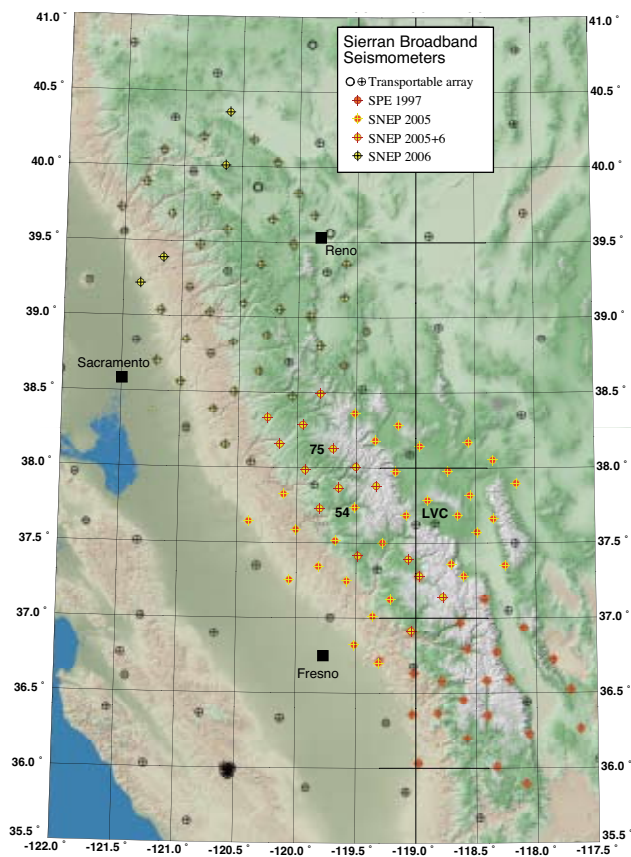 41.0
41.0°
Sierran Broadband
Seismometers
Transportable array
SPE 1997
SNEP 2005
SNEP 2005+6
SNEP 2006
40.5°
40.5°
40.0°
40.0°
39.5°
39.5°
Reno
39.0°
39.0°
Sacramento
38.5°
38.5°
75
38.0°
38.0°
54
LVC
37.5°
37.5°
37.0°
37.0°
Fresno
36.5°
36.5°
36.0°
36.0°
35.5°
35.5°
-122.0 -121.5° -121.0° -120.5° -120.0° -119.5° -119.0° -118.5° -118.0° -117.5°